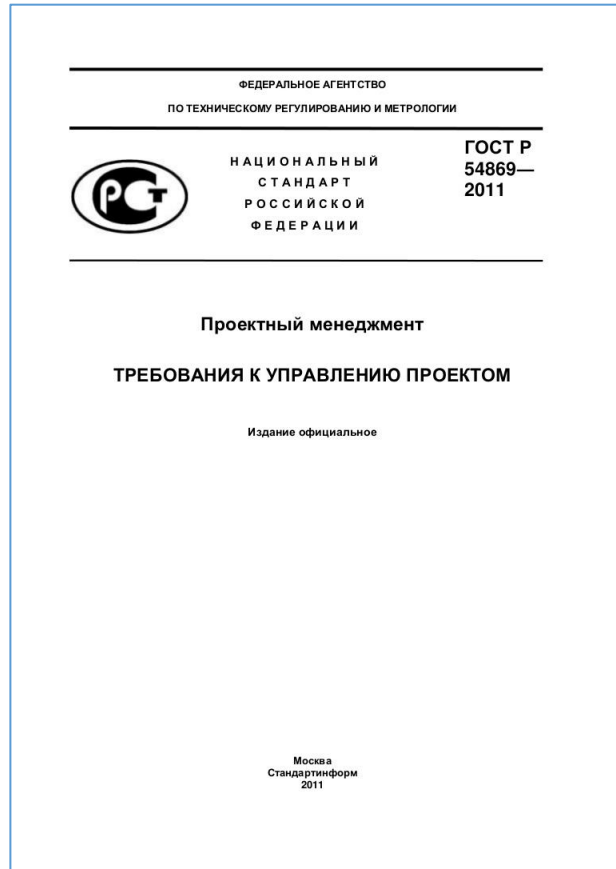 ФЕДЕРАЛЬНОЕ АГЕНТСТВО
ПО ТЕХНИЧЕСКОМУ РЕГУЛИРОВАНИЮ И МЕТРОЛОГИИ
РСТ
НАЦИОНАЛЬНЫЙ
СТАНДАРТ
РОССИЙСКОЙ
ФЕДЕРАЦИИ
ГОСТ Р
54869—
2011
Проектный менеджмент
ТРЕБОВАНИЯ К УПРАВЛЕНИЮ ПРОЕКТОМ
Издание официальное
Москва
Стандартинформ
2011